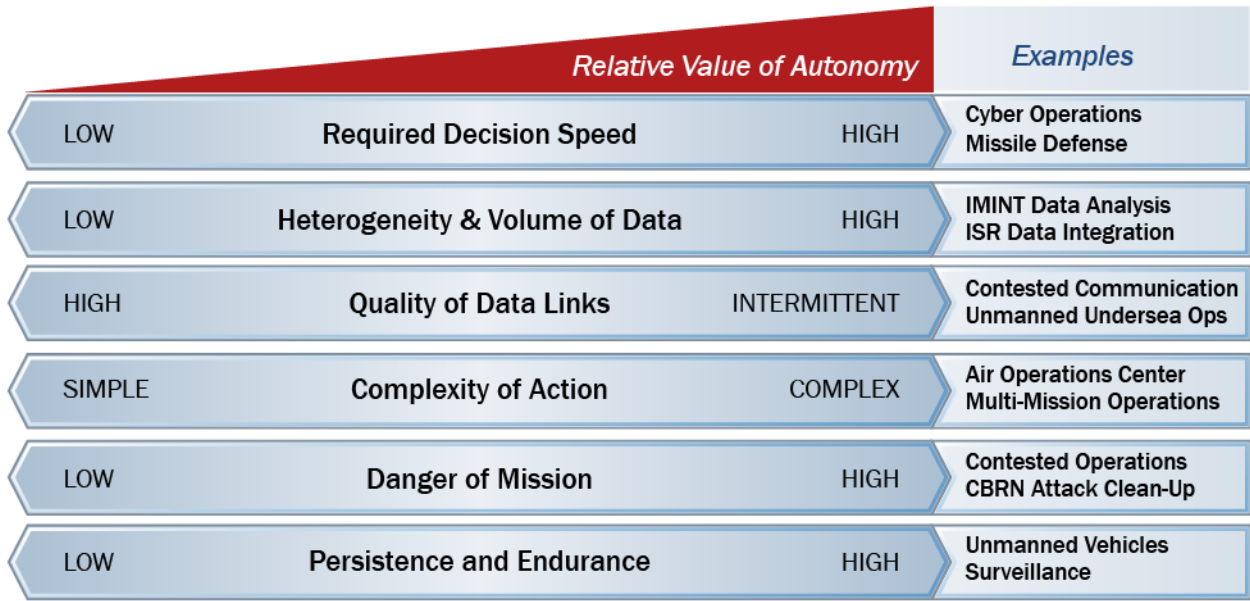 Relative Value of Autonomy
Examples
LOW Required Decision Speed HIGH
Cyber Operations
Missile Defense
LOW Heterogeneity & Volume of Data HIGH
IMINT Data Analysis
ISR Data Integration
HIGH Quality of Data Links INTERMITTENT
Contested Communication
Unmanned Undersea Ops
SIMPLE Complexity of Action COMPLEX
Air Operations Center
Multi-Mission Operations
LOW Danger of Mission HIGH
Contested Operations
CBRN Attack Clean-Up
LOW Persistence and Endurance HIGH
Unmanned Vehicles
Surveillance